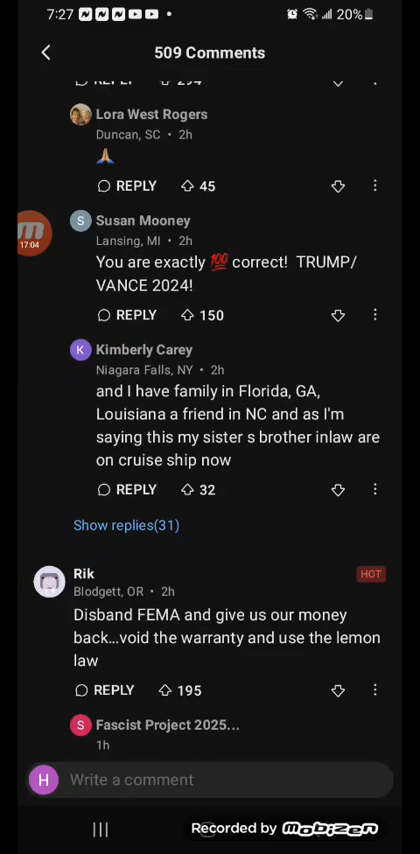 7:27
20%
509 Comments
REPLY 294
Lora West Rogers
Duncan, SC • 2h
🙏
REPLY 45
17:04
S Susan Mooney
Lansing, MI • 2h
You are exactly 💯 correct! TRUMP/
VANCE 2024!
REPLY 150
K Kimberly Carey
Niagara Falls, NY • 2h
and I have family in Florida, GA,
Louisiana a friend in NC and as I'm
saying this my sister s brother inlaw are
on cruise ship now
REPLY 32
Show replies(31)
Rik HOT
Blodgett, OR • 2h
Disband FEMA and give us our money
back...void the warranty and use the lemon
law
REPLY 195
S Fascist Project 2025...
1h
H Write a comment
Recorded by mobizen